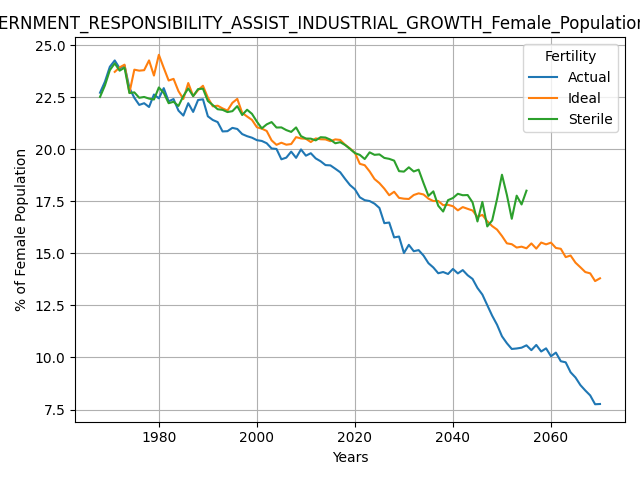 ERNMENT_RESPONSIBILITY_ASSIST_INDUSTRIAL_GROWTH_Female_Population
Fertility
Actual
Ideal
Sterile
% of Female Population
25.0
22.5
20.0
17.5
15.0
12.5
10.0
7.5
1980
2000
2020
2040
2060
Years